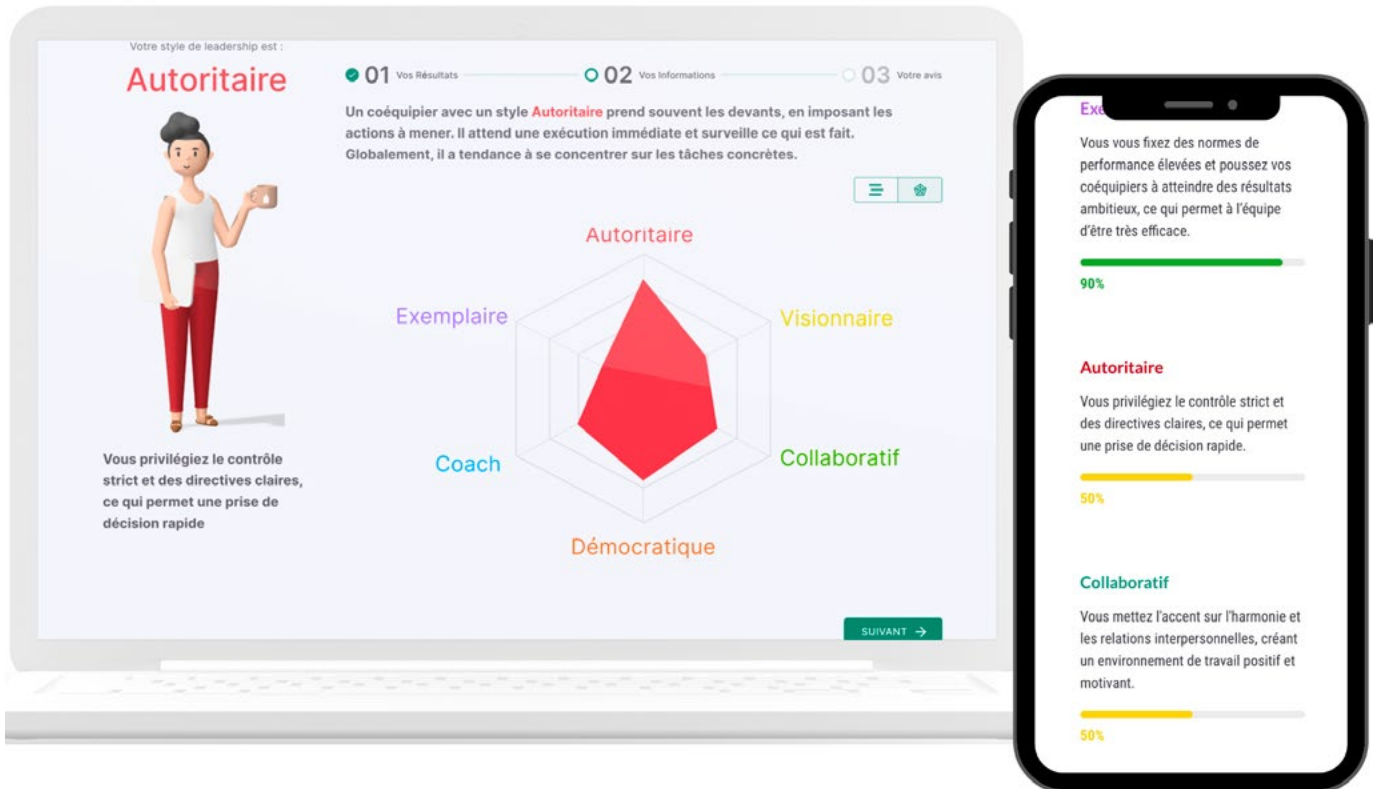 Votre style de leadership est :
Autoritaire
Vous privilégiez le contrôle
strict et des directives claires,
ce qui permet une prise de
décision rapide
01 Vos Résultats
02 Vos Informations
03 Votre avis
Un coéquipier avec un style Autoritaire prend souvent les devants, en imposant les
actions à mener. Il attend une exécution immédiate et surveille ce qui est fait.
Globalement, il a tendance à se concentrer sur les tâches concrètes.
Autoritaire
Exemplaire
Visionnaire
Coach
Collaboratif
Démocratique
SUIVANT →
Vous vous fixez des normes de
performance élevées et poussez vos
coéquipiers à atteindre des résultats
ambitieux, ce qui permet à l'équipe
d'être très efficace.
90%
Autoritaire
Vous privilégiez le contrôle strict et
des directives claires, ce qui permet
une prise de décision rapide.
50%
Collaboratif
Vous mettez l'accent sur l'harmonie et
les relations interpersonnelles, créant
un environnement de travail positif et
motivant.
50%